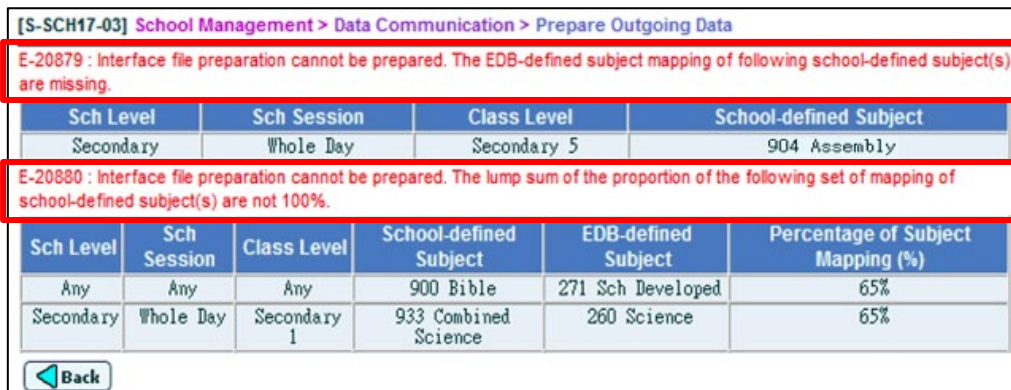 [S-SCH17-03] School Management > Data Communication > Prepare Outgoing Data
E-20879 : Interface file preparation cannot be prepared. The EDB-defined subject mapping of following school-defined subject(s)
are missing.
Sch Level Sch Session Class Level School-defined Subject
Secondary Whole Day Secondary 5 904 Assembly
E-20880 : Interface file preparation cannot be prepared. The lump sum of the proportion of the following set of mapping of
school-defined subject(s) are not 100%.
Sch Level Sch Session Class Level School-defined Subject EDB-defined Subject Percentage of Subject Mapping (%)
Any Any Any 900 Bible 271 Sch Developed 65%
Secondary Whole Day Secondary 1 933 Combined Science 260 Science 65%
Back